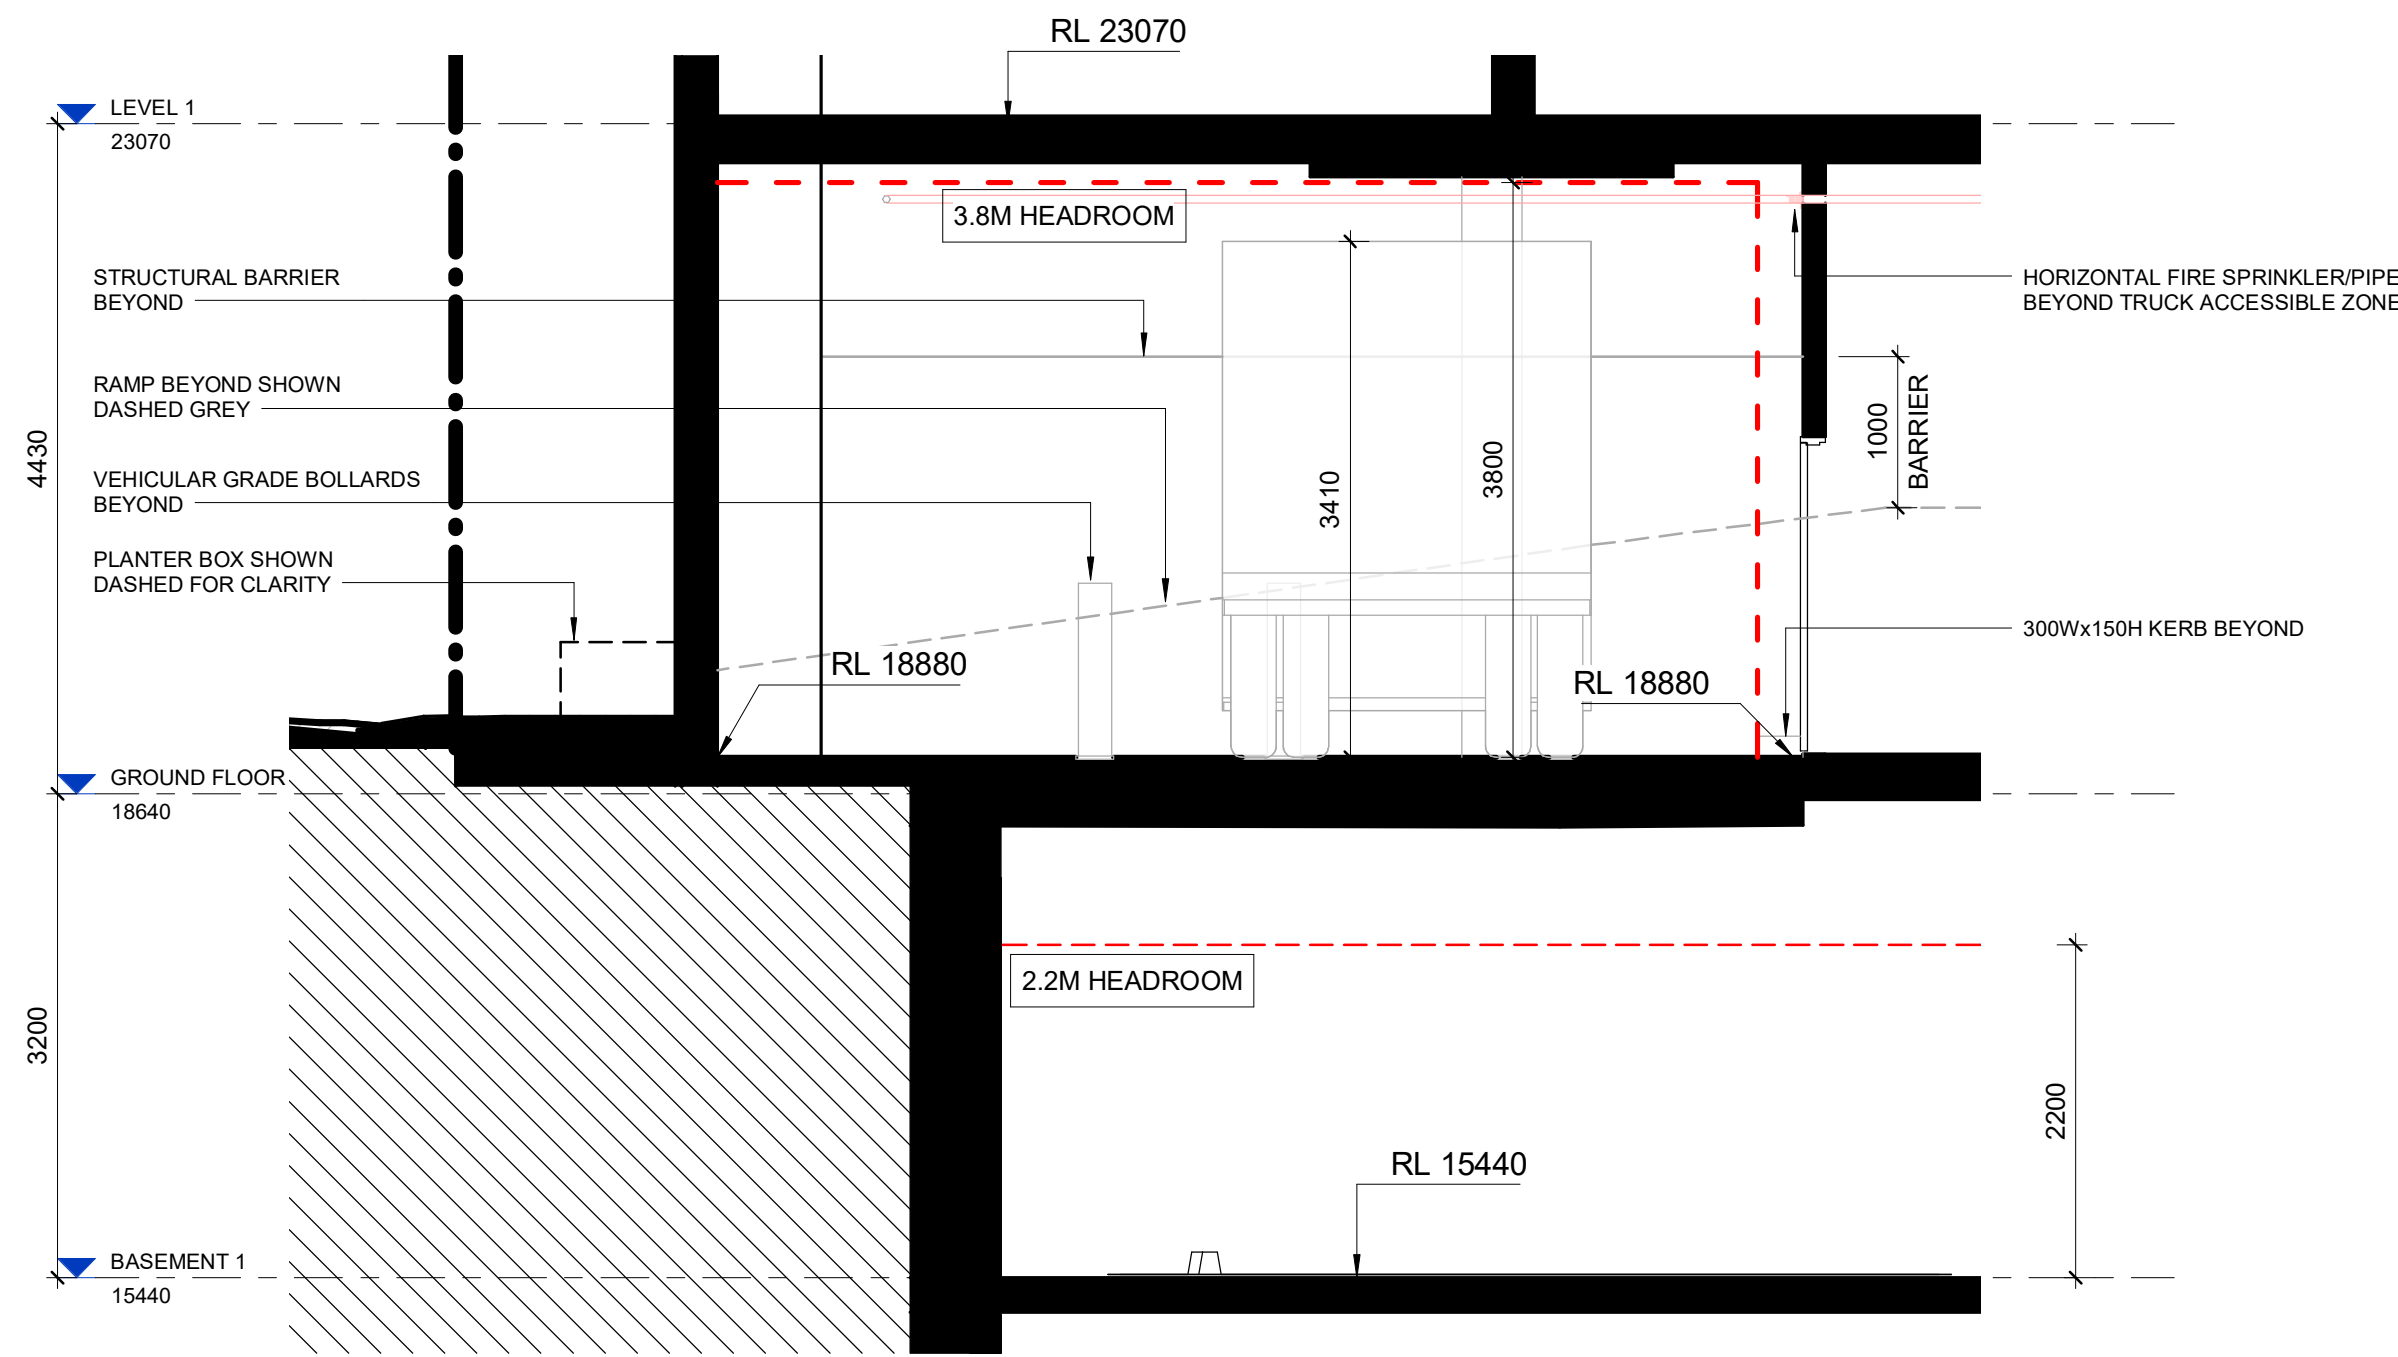 RL 23070
LEVEL 1
23070
3.8M HEADROOM
STRUCTURAL BARRIER
BEYOND
HORIZONTAL FIRE SPRINKLER/PIPE
BEYOND TRUCK ACCESSIBLE ZONE
RAMP BEYOND SHOWN
DASHED GREY
1000
BARRIER
4430
3410
3800
VEHICULAR GRADE BOLLARDS
BEYOND
PLANTER BOX SHOWN
DASHED FOR CLARITY
300Wx150H KERB BEYOND
RL 18880
RL 18880
GROUND FLOOR
18640
2.2M HEADROOM
3200
2200
RL 15440
BASEMENT 1
15440